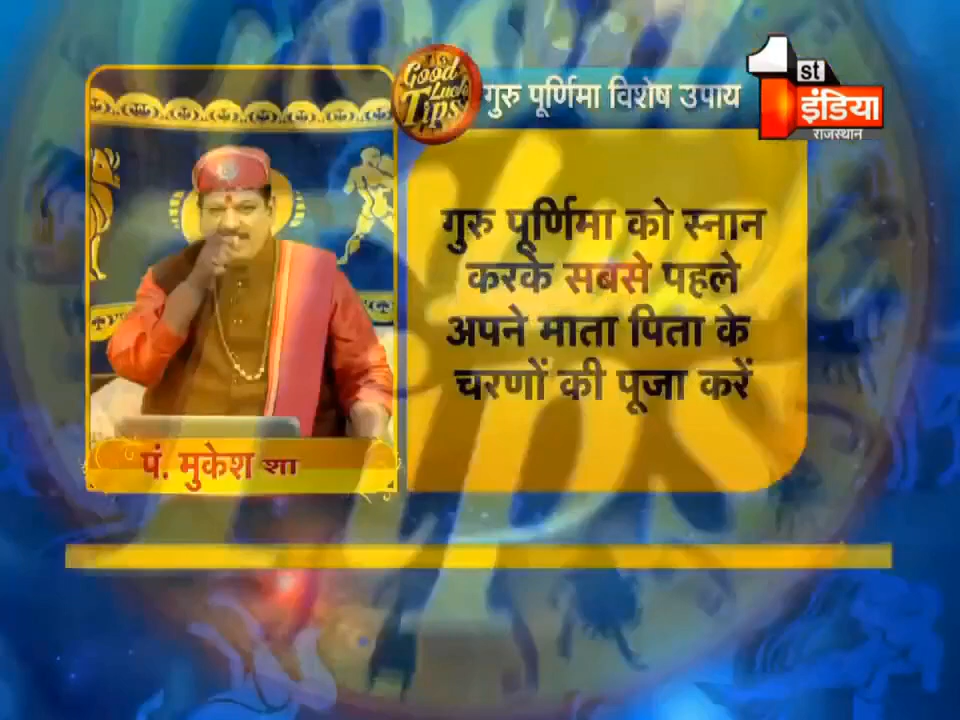 Good
Luck
Tips
गुरु पूर्णिमा विशेष उपाय
1st
इंडिया
राजस्थान
गुरु पूर्णिमा को स्नान
करके सबसे पहले
अपने माता पिता के
चरणों की पूजा करें
पं. मुकेश शा